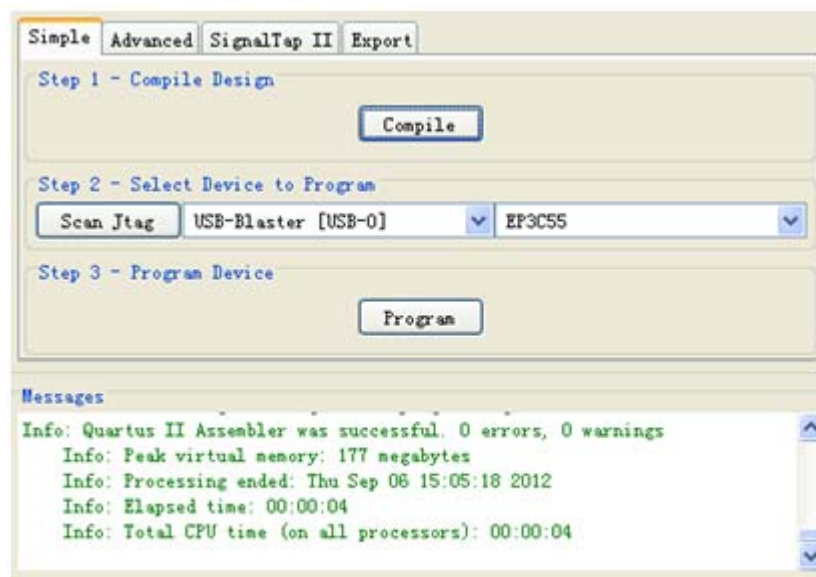 Simple Advanced SignalTap II Export
Step 1 - Compile Design
Compile
Step 2 - Select Device to Program
Scan Jtag USB-Blaster [USB-0] EP3C55
Step 3 - Program Device
Program
Messages
Info: Quartus II Assembler was successful. 0 errors, 0 warnings
Info: Peak virtual memory: 177 megabytes
Info: Processing ended: Thu Sep 06 15:05:18 2012
Info: Elapsed time: 00:00:04
Info: Total CPU time (on all processors): 00:00:04